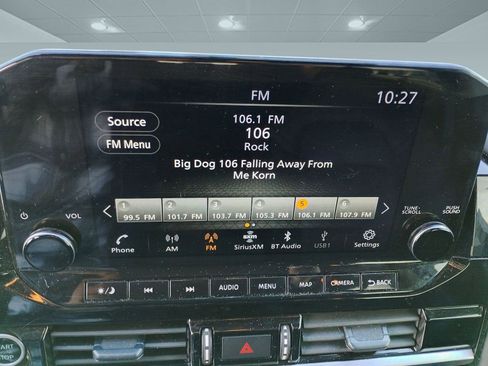 FM
10:27
Source
FM Menu
106.1 FM
106
Rock
Big Dog 106 Falling Away From
Me Korn
VOL
TUNE·
SCROLL
PUSH
SOUND
1 2 3 4 5 6
99.5 FM 101.7 FM 103.7 FM 105.3 FM 106.1 FM 107.9 FM
Phone
AM
FM
sxm
SiriusXM
BT Audio
USB1
Settings
AUDIO
MENU
MAP
CAMERA
BACK
START
STOP